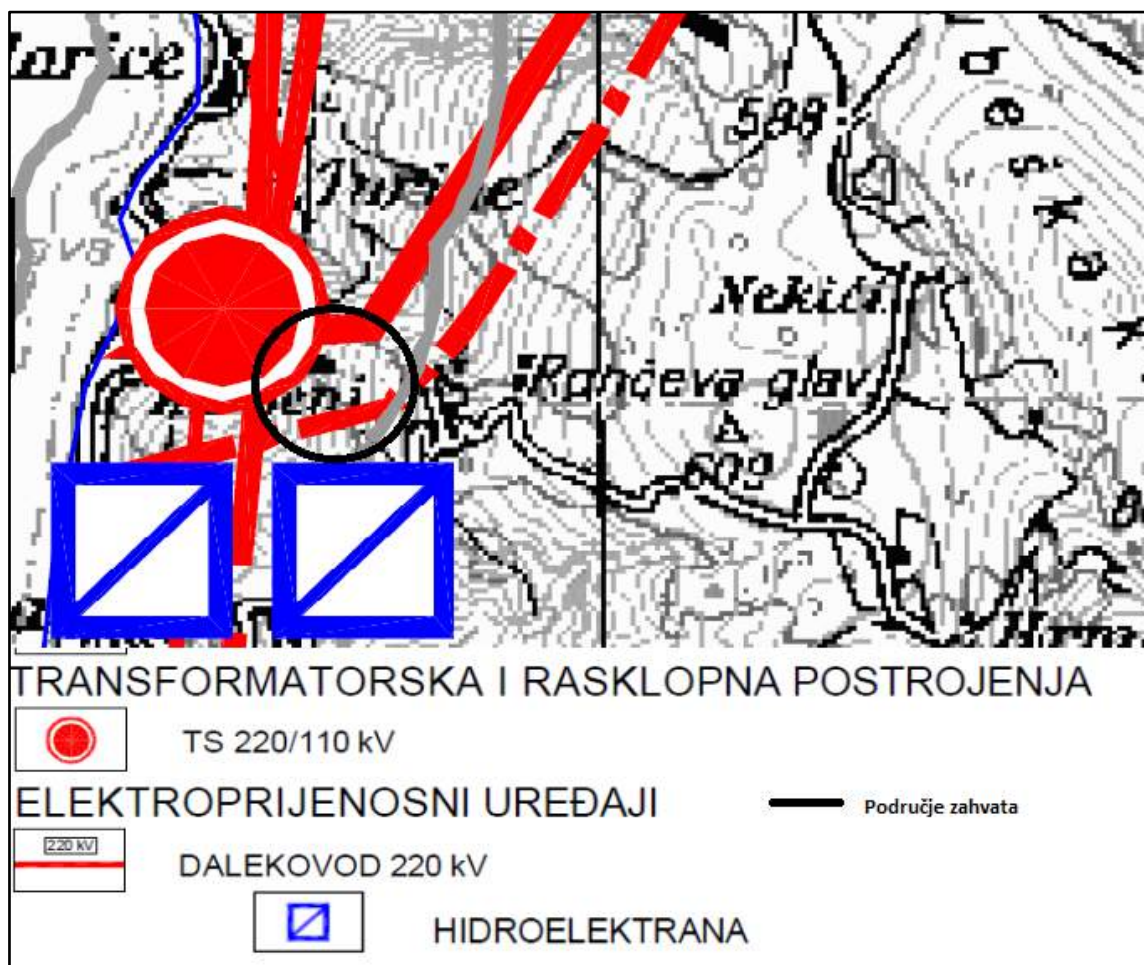 588
Nekići
Rančeva glav
603
TRANSFORMATORSKA I RASKLOPNA POSTROJENJA
TS 220/110 kV
ELEKTROPRIJENOSNI UREĐAJI
Područje zahvata
220 kV
DALEKOVOD 220 kV
HIDROELEKTRANA